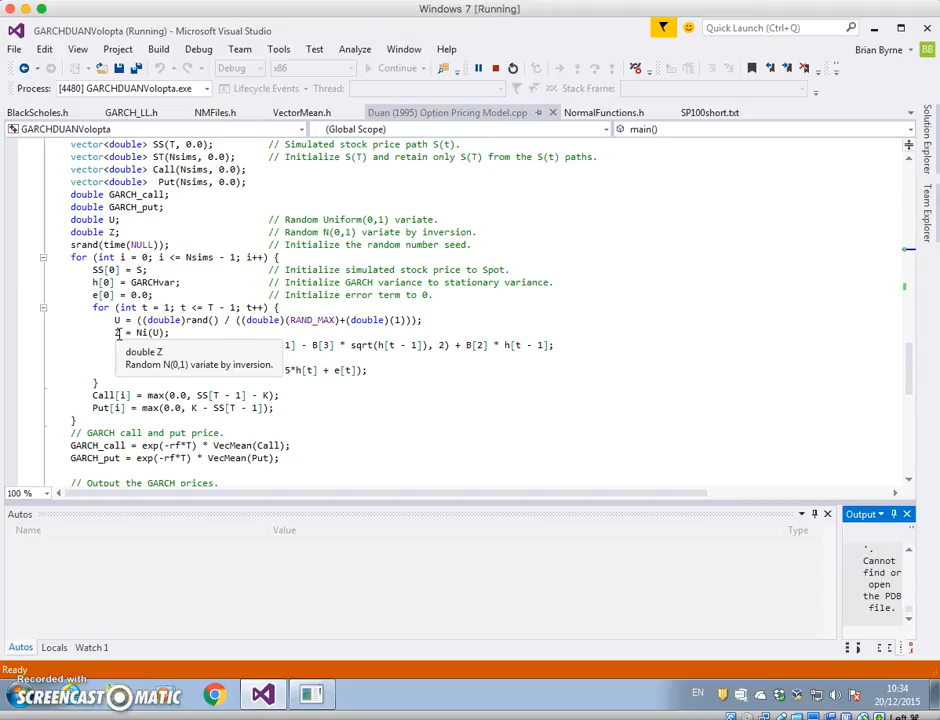 Windows 7 [Running]
GARCHDUANVolopta (Running) - Microsoft Visual Studio
Quick Launch (Ctrl+Q)
File Edit View Project Build Debug Team Tools Test Analyze Window Help
Brian Byrne BB
Debug x86 Continue
Process: [4480] GARCHDUANVolopta.exe Lifecycle Events Thread: Stack Frame:
BlackScholes.h GARCH_LL.h NMFiles.h VectorMean.h Duan (1995) Option Pricing Model.cpp NormalFunctions.h SP100short.txt
GARCHDUANVolopta (Global Scope) main()
Solution Explorer
Team Explorer
vector<double> SS(T, 0.0); // Simulated stock price path S(t).
vector<double> ST(Nsims, 0.0); // Initialize S(T) and retain only S(T) from the S(t) paths.
vector<double> Call(Nsims, 0.0);
vector<double> Put(Nsims, 0.0);
double GARCH_call;
double GARCH_put;
double U; // Random Uniform(0,1) variate.
double Z; // Random N(0,1) variate by inversion.
srand(time(NULL)); // Initialize the random number seed.
for (int i = 0; i <= Nsims - 1; i++) {
SS[0] = S; // Initialize simulated stock price to Spot.
h[0] = GARCHvar; // Initialize GARCH variance to stationary variance.
e[0] = 0.0; // Initialize error term to 0.
for (int t = 1; t <= T - 1; t++) {
U = ((double)rand() / ((double)(RAND_MAX)+(double)(1)));
Z = Ni(U);
1] - B[3] * sqrt(h[t - 1]), 2) + B[2] * h[t - 1];
double Z
Random N(0,1) variate by inversion.
5*h[t] + e[t]);
}
Call[i] = max(0.0, SS[T - 1] - K);
Put[i] = max(0.0, K - SS[T - 1]);
}
// GARCH call and put price.
GARCH_call = exp(-rf*T) * VecMean(Call);
GARCH_put = exp(-rf*T) * VecMean(Put);
// Output the GARCH prices.
100 %
Autos
Name Value Type
Output
'.
Cannot
find or
open
the PDB
file.
Autos Locals Watch 1
Ready
Recorded with
SCREENCAST MATIC
EN
10:34
20/12/2015
Left ⌘